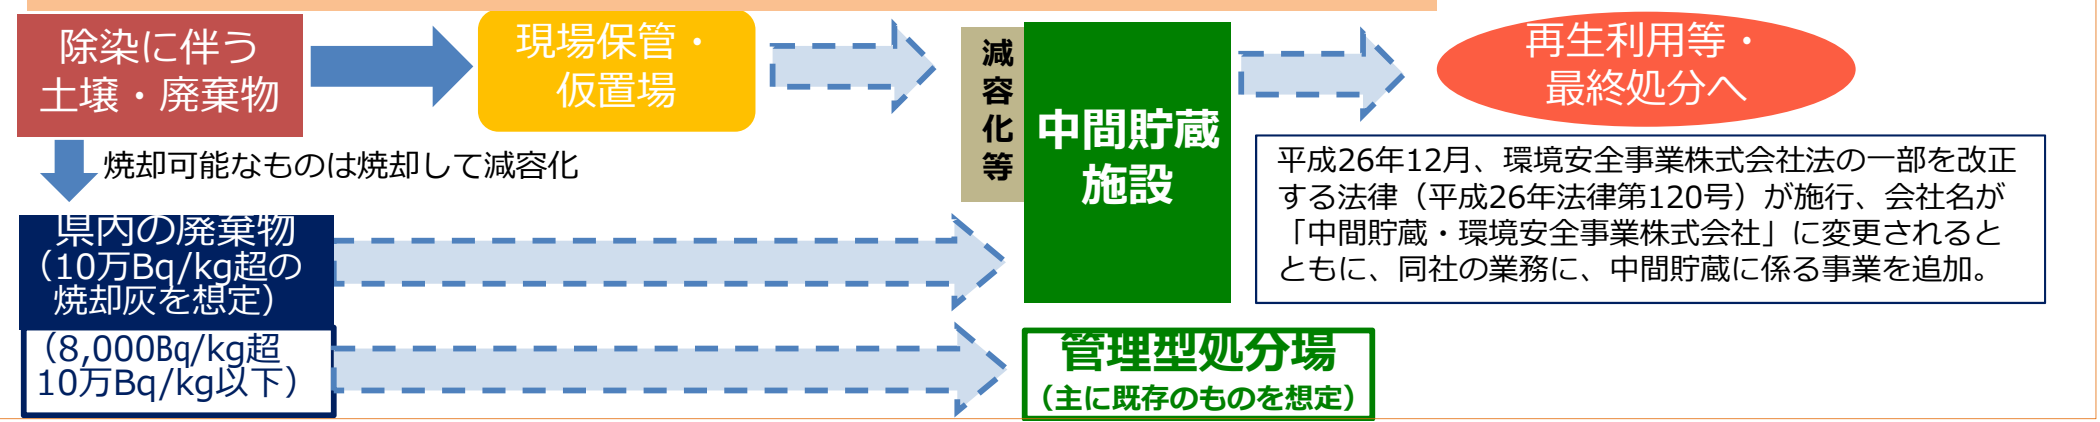 除染に伴う
土壌・廃棄物
現場保管・
仮置場
減容化等
中間貯蔵
施設
再生利用等・
最終処分へ
焼却可能なものは焼却して減容化
平成26年12月、環境安全事業株式会社法の一部を改正
する法律（平成26年法律第120号）が施行、会社名が
「中間貯蔵・環境安全事業株式会社」に変更されると
ともに、同社の業務に、中間貯蔵に係る事業を追加。
県内の廃棄物
（10万Bq/kg超の
焼却灰を想定）
（8,000Bq/kg超
10万Bq/kg以下）
管理型処分場
（主に既存のものを想定）